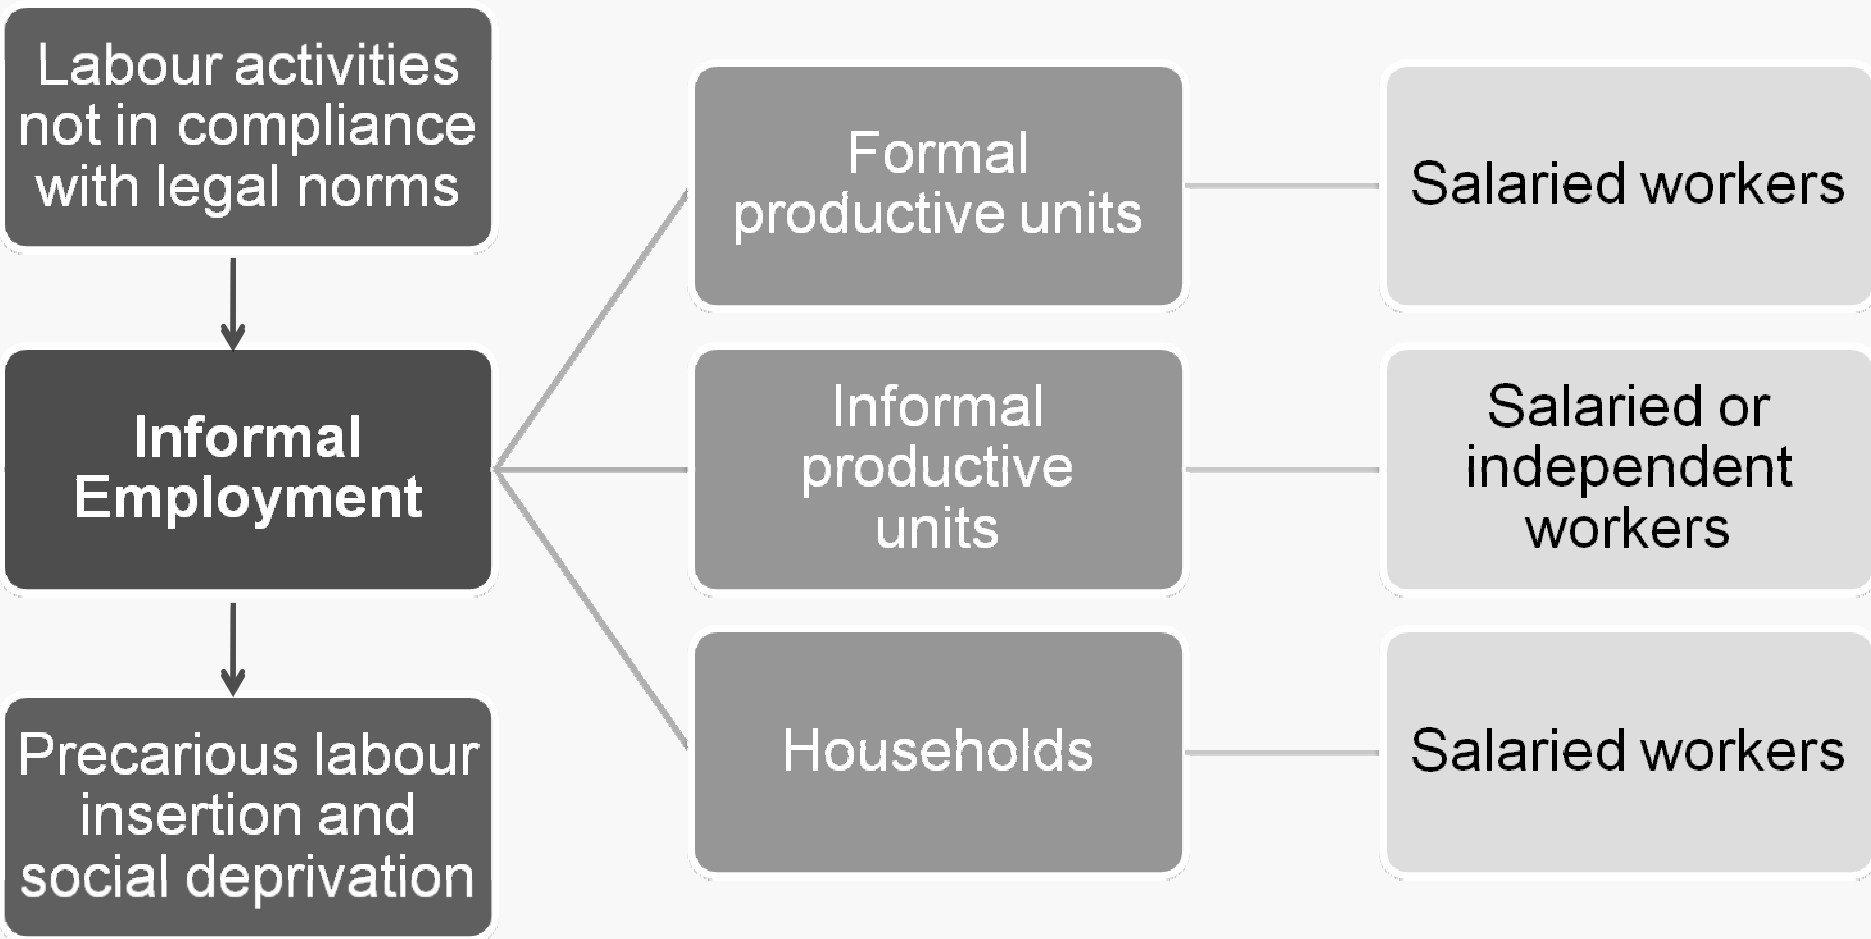 Labour activities
not in compliance
with legal norms
Informal
Employment
Precarious labour
insertion and
social deprivation
Formal
productive units
Informal
productive
units
Households
Salaried workers
Salaried or
independent
workers
Salaried workers